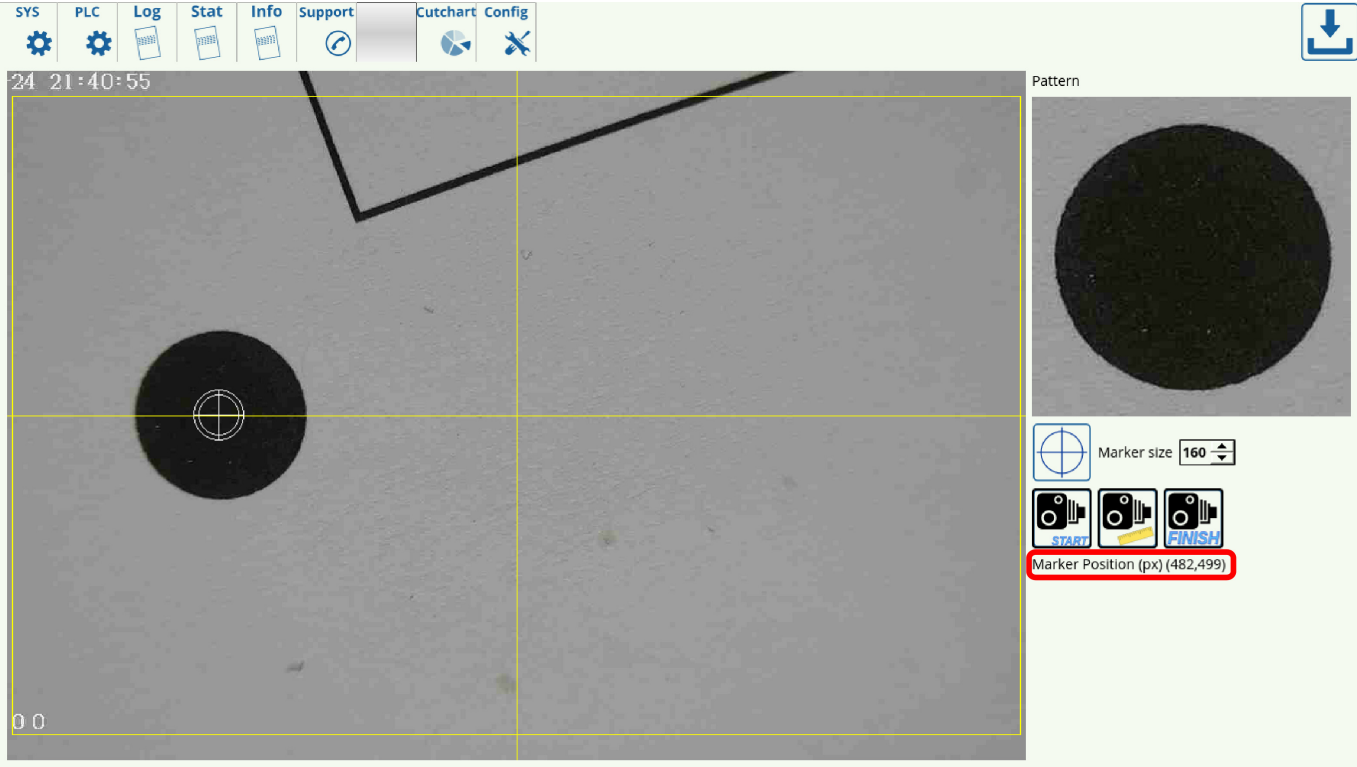 SYS PLC Log Stat Info Support Cutchart Config
-24 21:40:55
Pattern
Marker size 160
START FINISH
Marker Position (px) (482,499)
0 0